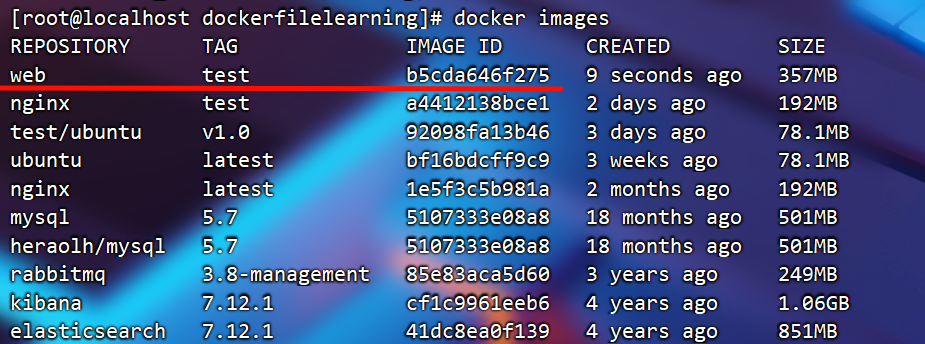 [root@localhost dockerfilelearning]# docker images
REPOSITORY TAG IMAGE ID CREATED SIZE
web test b5cda646f275 9 seconds ago 357MB
nginx test a4412138bce1 2 days ago 192MB
test/ubuntu v1.0 92098fa13b46 3 days ago 78.1MB
ubuntu latest bf16bdcff9c9 3 weeks ago 78.1MB
nginx latest 1e5f3c5b981a 2 months ago 192MB
mysql 5.7 5107333e08a8 18 months ago 501MB
heraolh/mysql 5.7 5107333e08a8 18 months ago 501MB
rabbitmq 3.8-management 85e83aca5d60 3 years ago 249MB
kibana 7.12.1 cf1c9961eeb6 4 years ago 1.06GB
elasticsearch 7.12.1 41dc8ea0f139 4 years ago 851MB